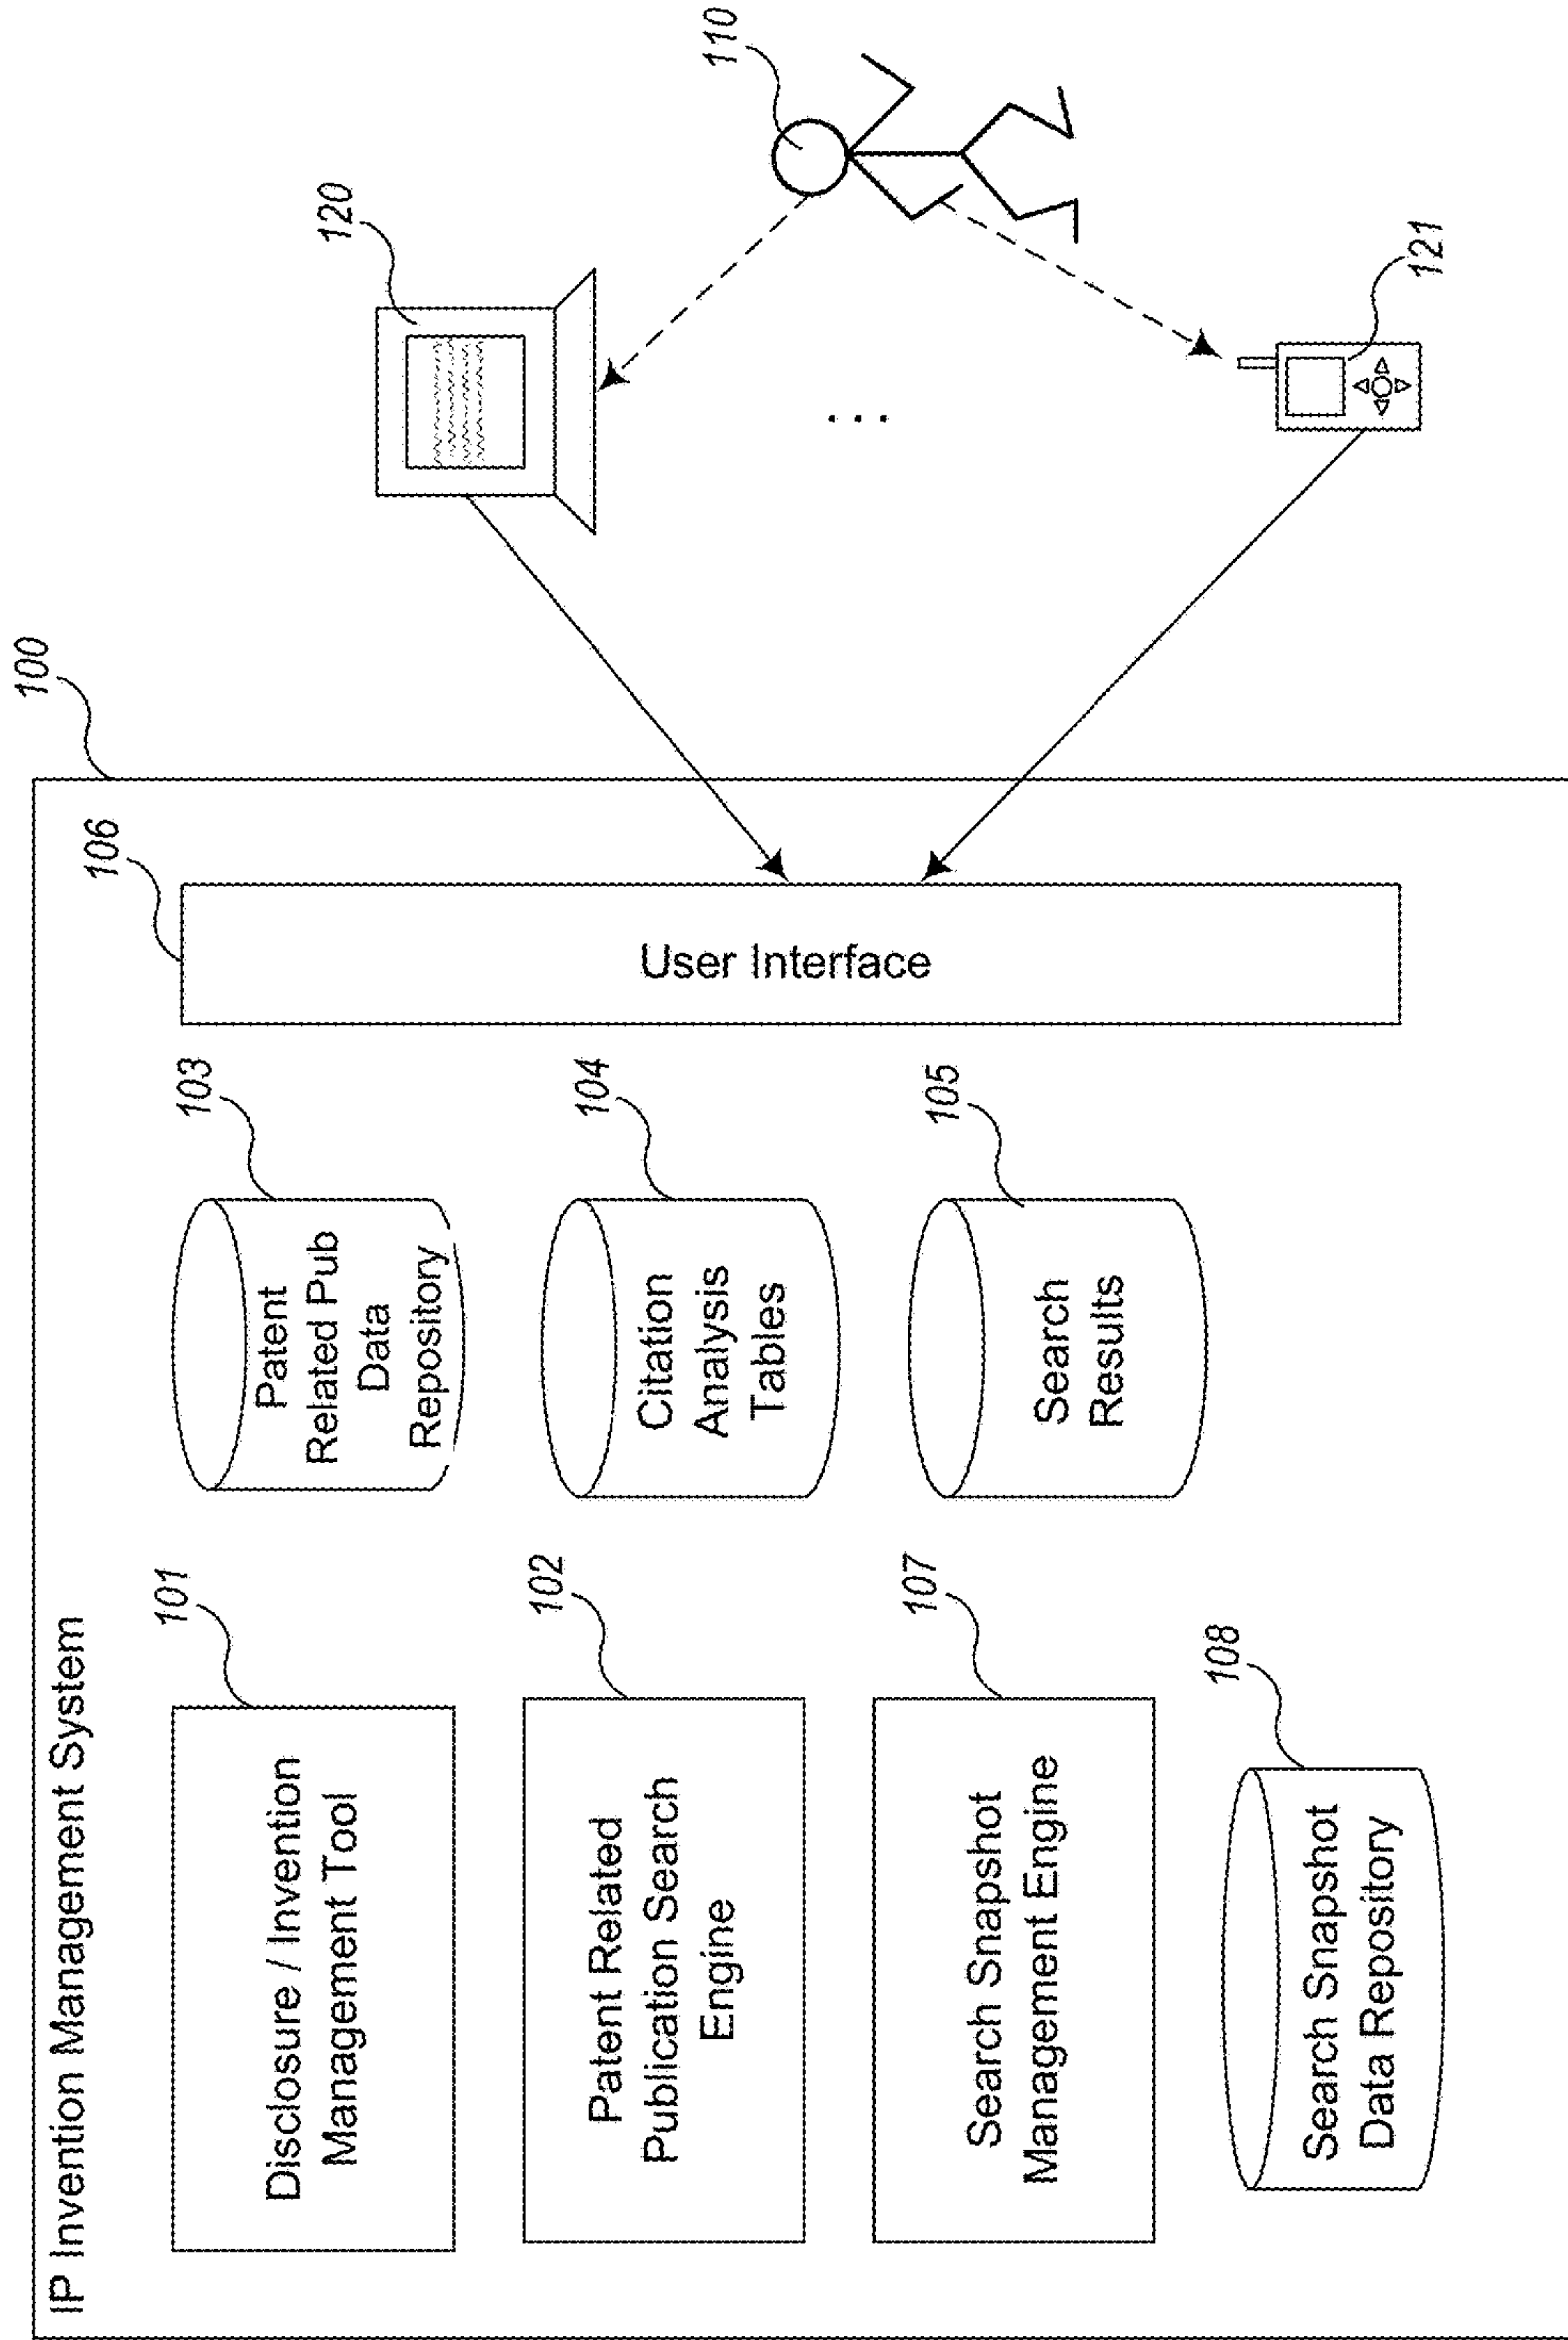 IP Invention Management System
100
101
Disclosure / Invention
Management Tool
103
Patent
Related Pub
Data
Repository
106
User Interface
120
110
102
Patent Related
Publication Search
Engine
104
Citation
Analysis
Tables
...
107
Search Snapshot
Management Engine
105
Search
Results
121
108
Search Snapshot
Data Repository